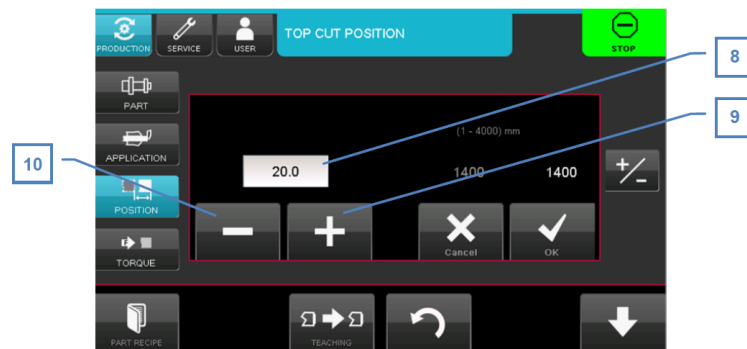 PRODUCTION
SERVICE
USER
TOP CUT POSITION
STOP
8
PART
(1 - 4000) mm
9
APPLICATION
10
20.0
1400
1400
+/-
POSITION
Cancel
OK
TORQUE
PART RECIPE
TEACHING